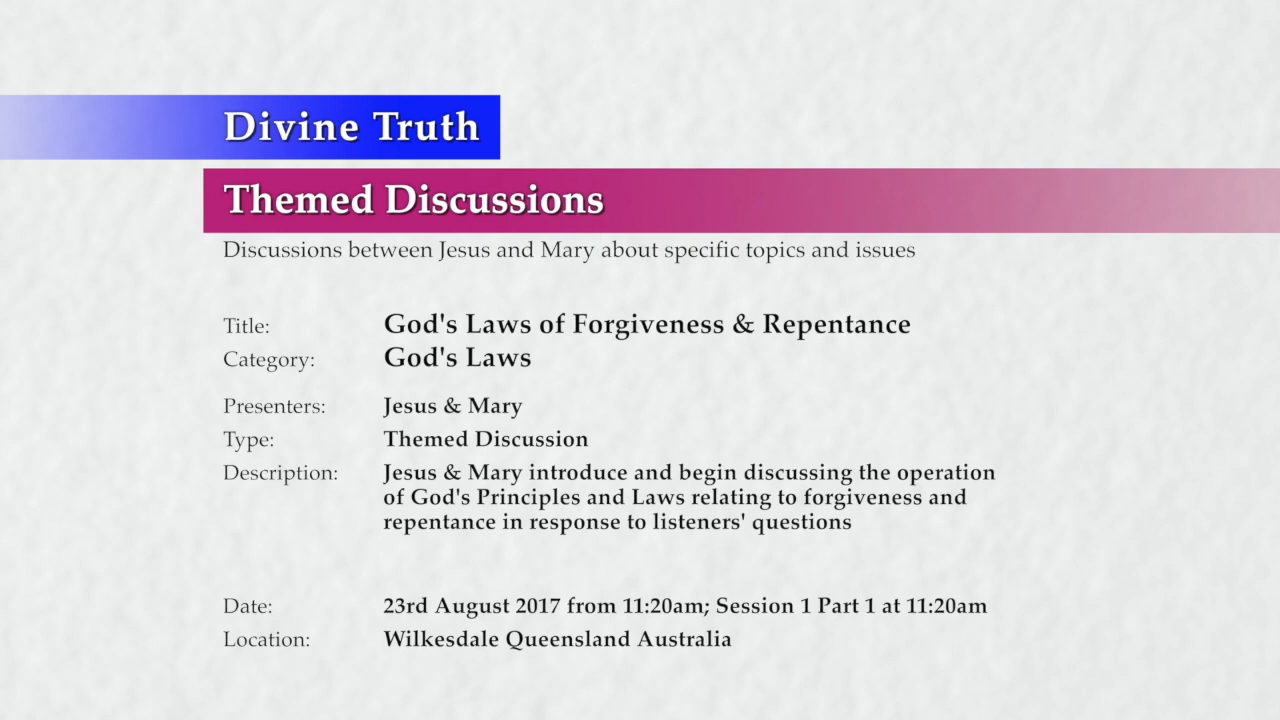 Divine Truth
Themed Discussions
Discussions between Jesus and Mary about specific topics and issues
Title: God's Laws of Forgiveness & Repentance
Category: God's Laws
Presenters: Jesus & Mary
Type: Themed Discussion
Description: Jesus & Mary introduce and begin discussing the operation
of God's Principles and Laws relating to forgiveness and
repentance in response to listeners' questions
Date: 23rd August 2017 from 11:20am; Session 1 Part 1 at 11:20am
Location: Wilkesdale Queensland Australia